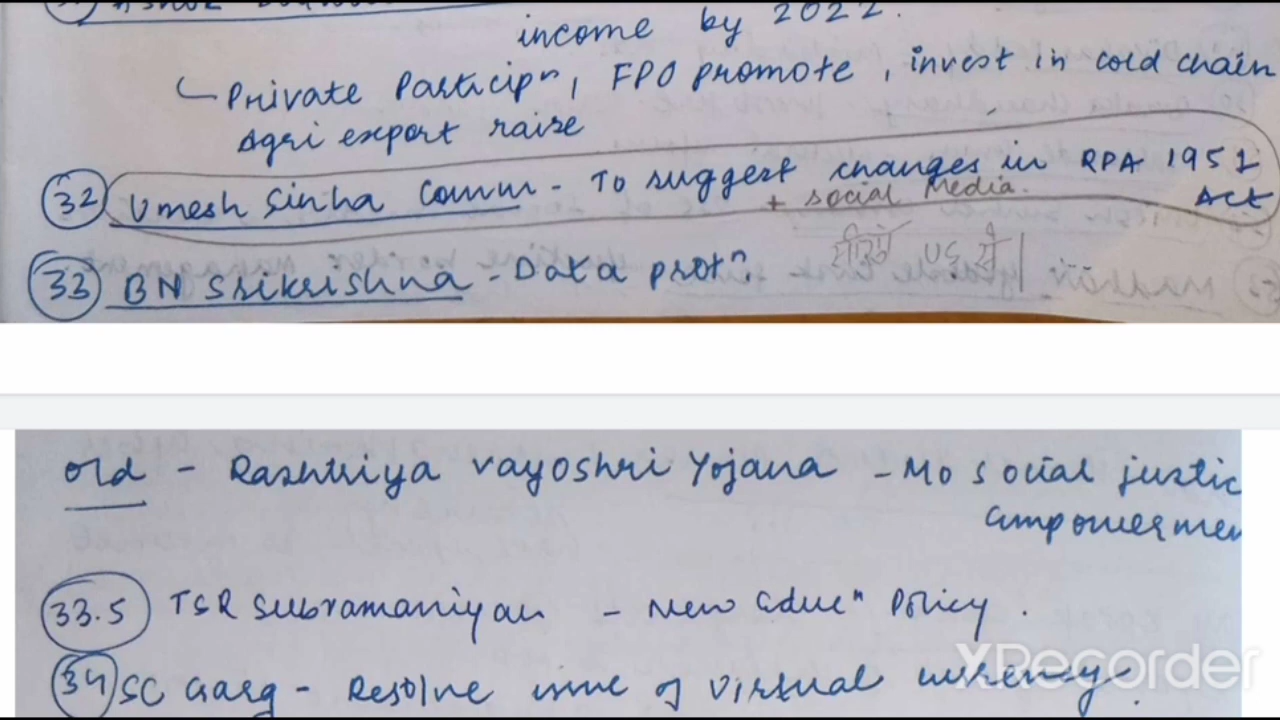 income by 2022.
Private Particip^n, FPO promote, invest in cold chain
Agri export raise
32 Umesh Sinha Comm - To suggest changes in RPA 1951
+ social Media. Act
33 BN Srikrishna - Data prot^n
old - Rashtriya Vayoshri Yojana - Mo social justic
empowermen
33.5 TSR Subramaniyan - New Educ^n Policy.
34 SC Garg - Resolve issue of virtual currency.
XRecorder